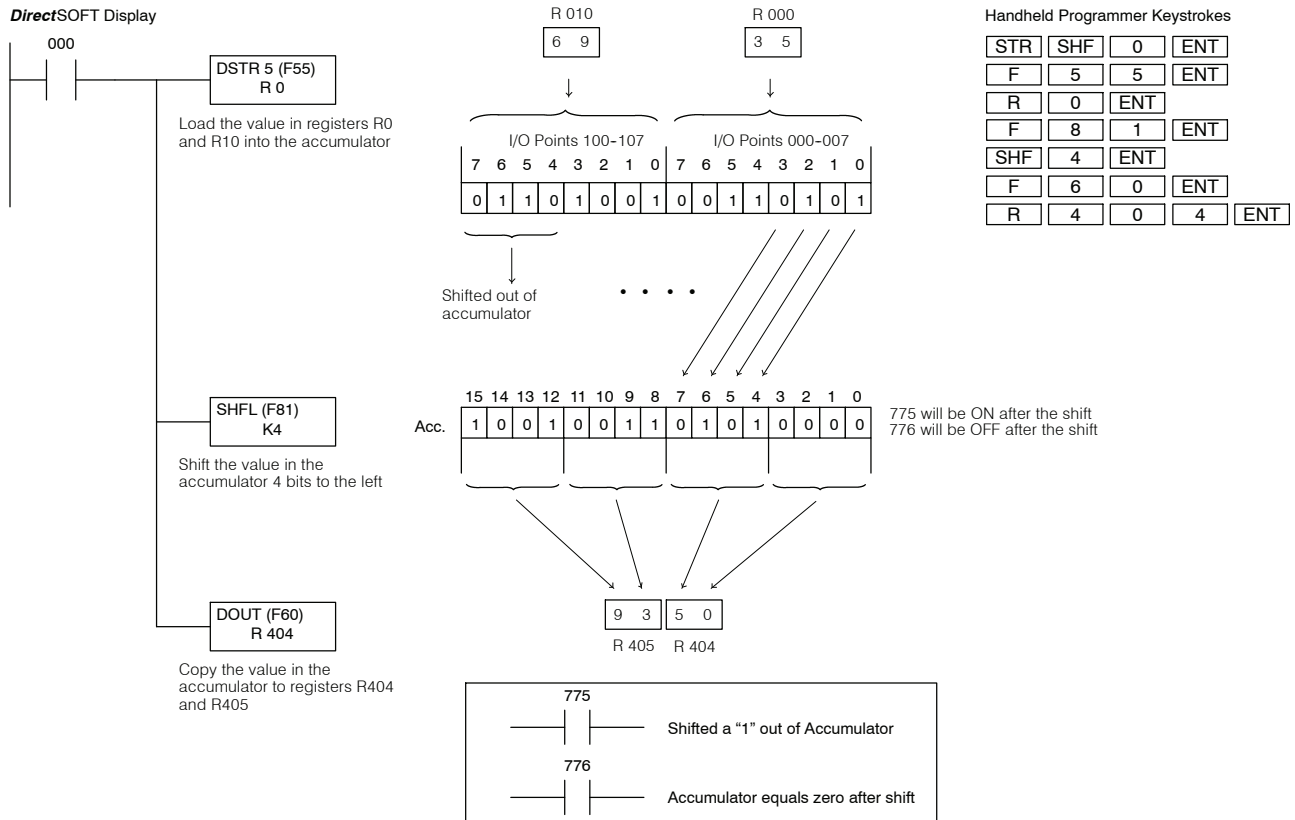 DirectSOFT Display
000
DSTR 5 (F55)
R 0
Load the value in registers R0
and R10 into the accumulator
SHFL (F81)
K4
Shift the value in the
accumulator 4 bits to the left
DOUT (F60)
R 404
Copy the value in the
accumulator to registers R404
and R405
R 010
R 000
6 9
3 5
I/O Points 100-107
I/O Points 000-007
7 6 5 4 3 2 1 0 7 6 5 4 3 2 1 0
0 1 1 0 1 0 0 1 0 0 1 1 0 1 0 1
Shifted out of
accumulator
. . . .
15 14 13 12 11 10 9 8 7 6 5 4 3 2 1 0
Acc. 1 0 0 1 0 0 1 1 0 1 0 1 0 0 0 0
775 will be ON after the shift
776 will be OFF after the shift
9 3 5 0
R 405 R 404
775
Shifted a “1” out of Accumulator
776
Accumulator equals zero after shift
Handheld Programmer Keystrokes
STR SHF 0 ENT
F 5 5 ENT
R 0 ENT
F 8 1 ENT
SHF 4 ENT
F 6 0 ENT
R 4 0 4 ENT